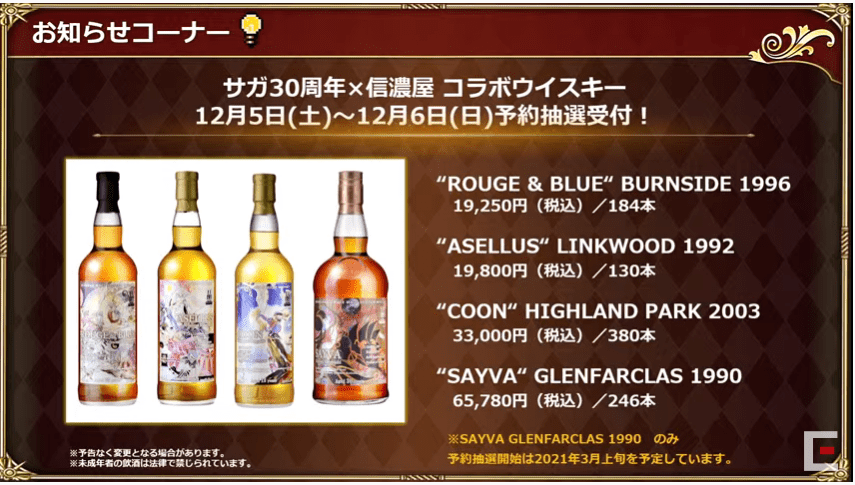 お知らせコーナー
サガ30周年×信濃屋 コラボウイスキー
12月5日(土)～12月6日(日)予約抽選受付！
“ROUGE & BLUE“ BURNSIDE 1996
19,250円（税込）／184本
“ASELLUS“ LINKWOOD 1992
19,800円（税込）／130本
“COON“ HIGHLAND PARK 2003
33,000円（税込）／380本
“SAYVA“ GLENFARCLAS 1990
65,780円（税込）／246本
※SAYVA GLENFARCLAS 1990 のみ
予約抽選開始は2021年3月上旬を予定しています。
SAYVA
※予告なく変更となる場合があります。
※未成年者の飲酒は法律で禁じられています。